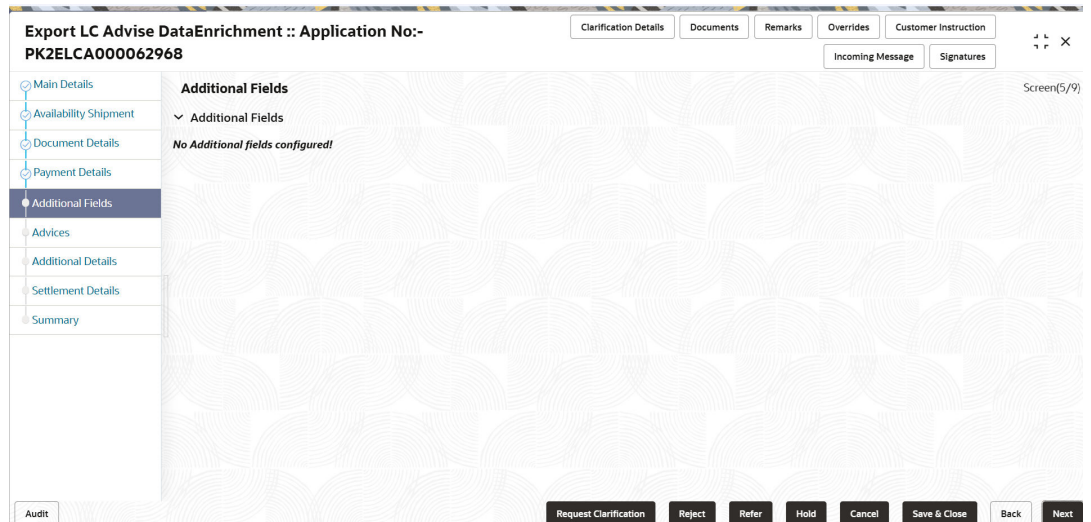 Export LC Advise DataEnrichment :: Application No:-
PK2ELCA000062968
Clarification Details
Documents
Remarks
Overrides
Customer Instruction
Incoming Message
Signatures
Main Details
Availability Shipment
Document Details
Payment Details
Additional Fields
Advices
Additional Details
Settlement Details
Summary
Additional Fields
Screen(5/9)
Additional Fields
No Additional fields configured!
Audit
Request Clarification
Reject
Refer
Hold
Cancel
Save & Close
Back
Next